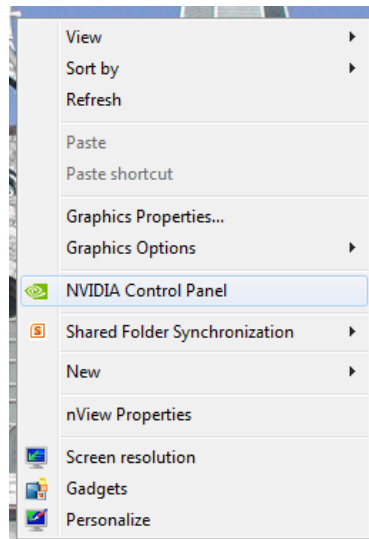 View
Sort by
Refresh
Paste
Paste shortcut
Graphics Properties...
Graphics Options
NVIDIA Control Panel
Shared Folder Synchronization
New
nView Properties
Screen resolution
Gadgets
Personalize